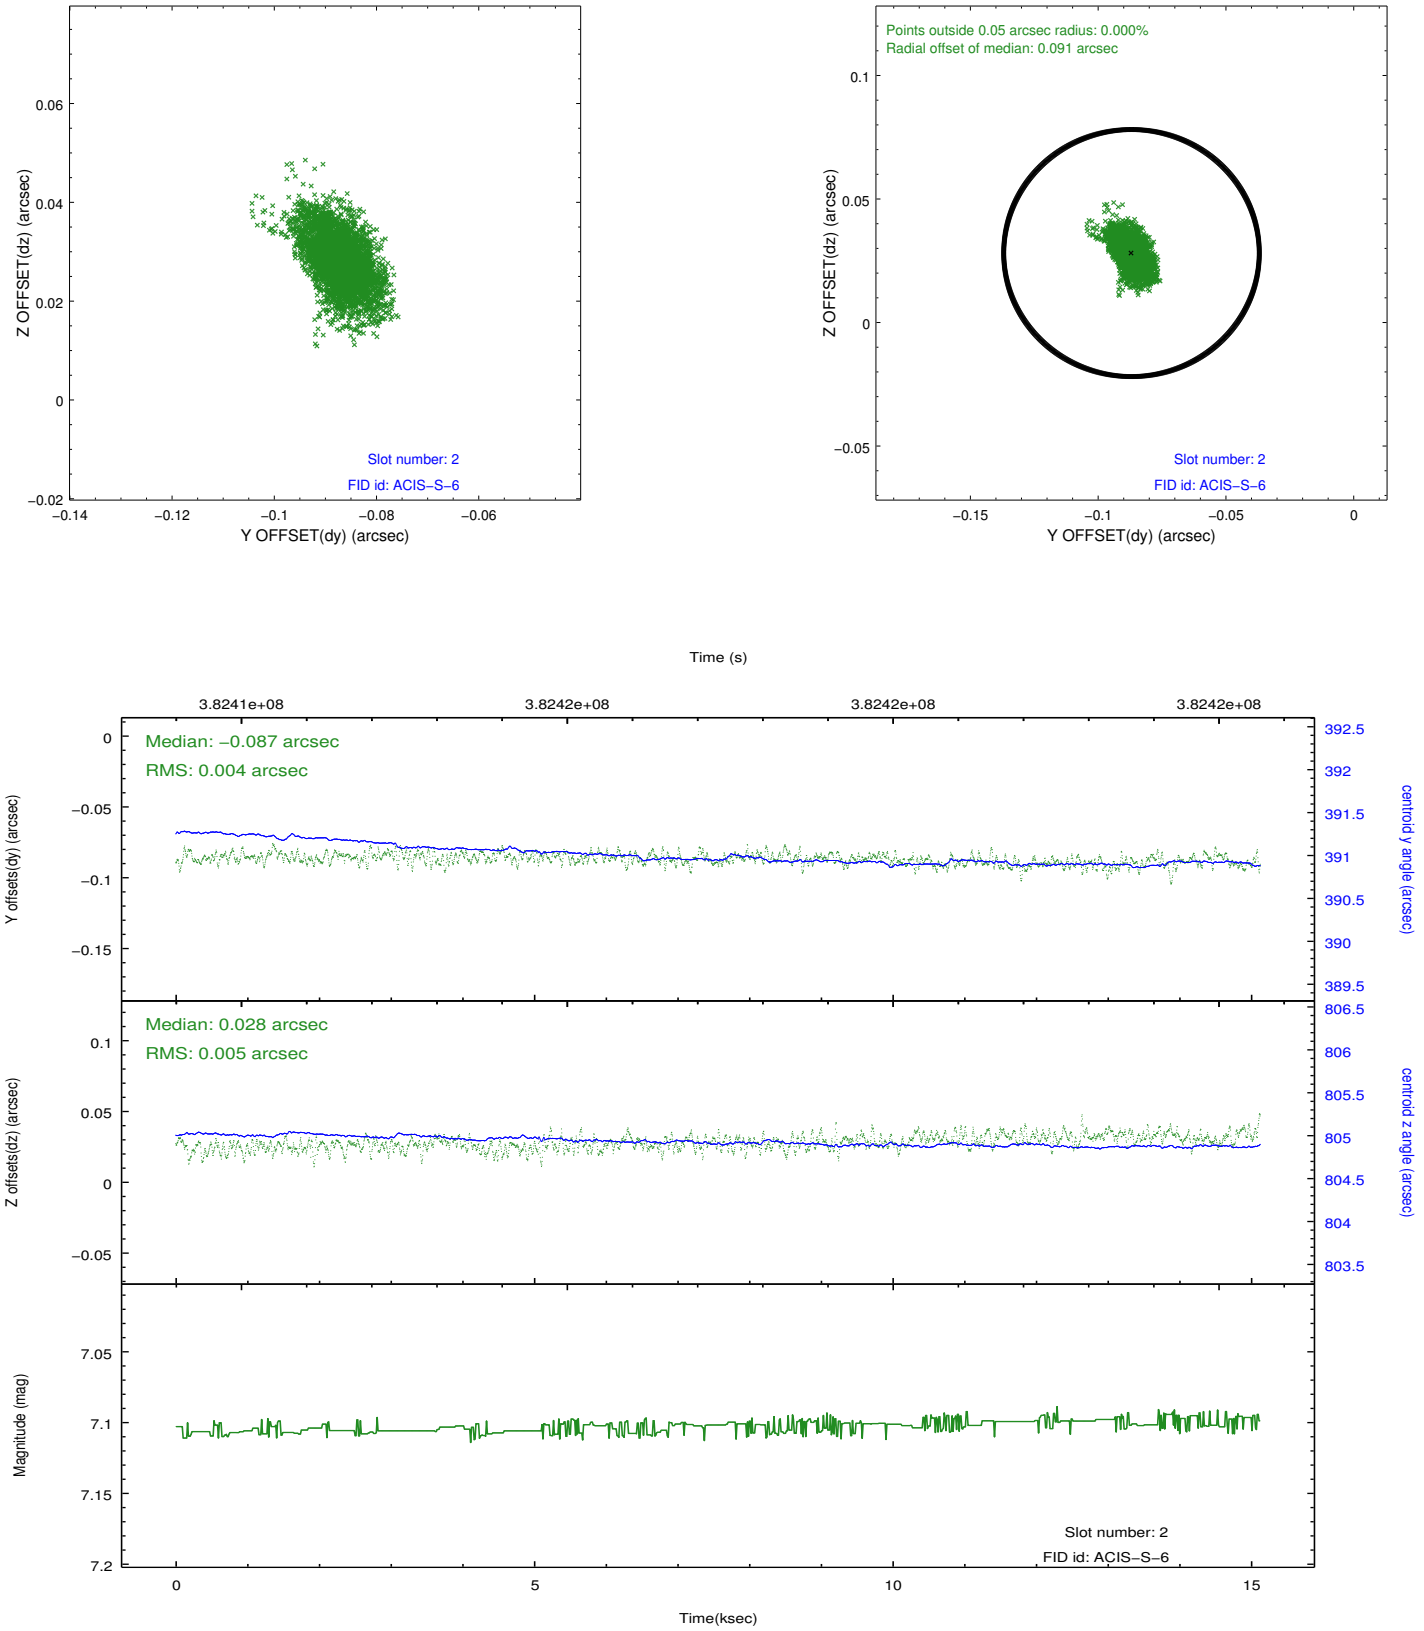 0.06
0.04
0.02
0
−0.02
−0.14
−0.12
−0.1
−0.08
−0.06
Z OFFSET(dz) (arcsec)
Y OFFSET(dy) (arcsec)
Slot number: 2
FID id: ACIS−S−6
Points outside 0.05 arcsec radius: 0.000%
Radial offset of median: 0.091 arcsec
0.1
0.05
0
−0.05
−0.15
−0.1
−0.05
0
Z OFFSET(dz) (arcsec)
Y OFFSET(dy) (arcsec)
Slot number: 2
FID id: ACIS−S−6
Time (s)
3.8241e+08
3.8242e+08
3.8242e+08
3.8242e+08
Median: −0.087 arcsec
RMS: 0.004 arcsec
0
−0.05
−0.1
−0.15
Y offsets(dy) (arcsec)
392.5
392
391.5
391
390.5
390
389.5
centroid y angle (arcsec)
Median: 0.028 arcsec
RMS: 0.005 arcsec
0.1
0.05
0
−0.05
Z offsets(dz) (arcsec)
806.5
806
805.5
805
804.5
804
803.5
centroid z angle (arcsec)
7.05
7.1
7.15
7.2
Magnitude (mag)
Slot number: 2
FID id: ACIS−S−6
0
5
10
15
Time(ksec)